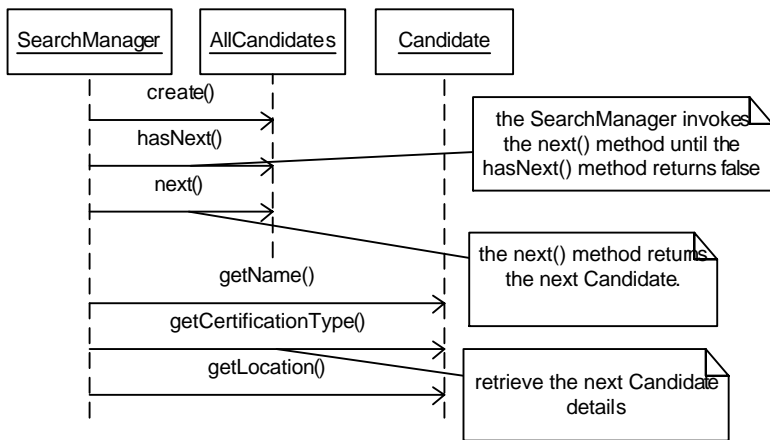 SearchManager
AllCandidates
Candidate
create()
hasNext()
next()
the SearchManager invokes
the next() method until the
hasNext() method returns false
the next() method returns
the next Candidate.
getName()
getCertificationType()
getLocation()
retrieve the next Candidate
details